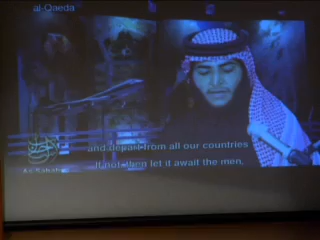 al-Qaeda
and depart from all our countries
If not, then let it await the men,
As-Sahab